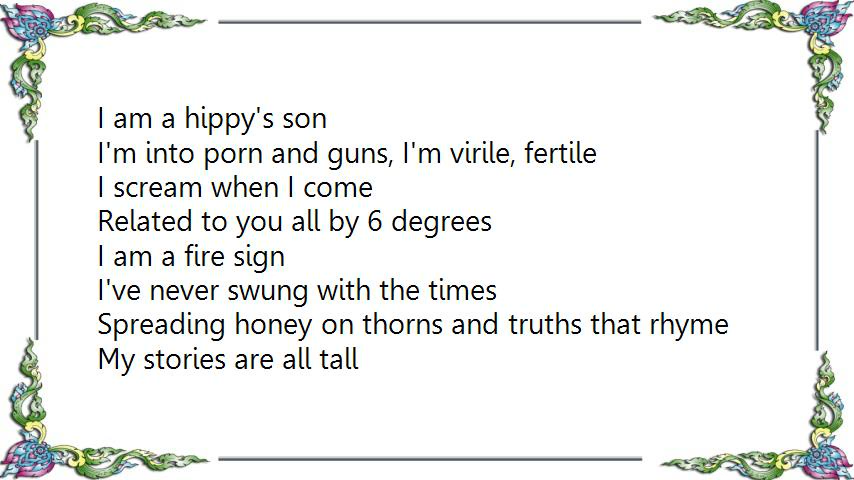 I am a hippy's son
I'm into porn and guns, I'm virile, fertile
I scream when I come
Related to you all by 6 degrees
I am a fire sign
I've never swung with the times
Spreading honey on thorns and truths that rhyme
My stories are all tall